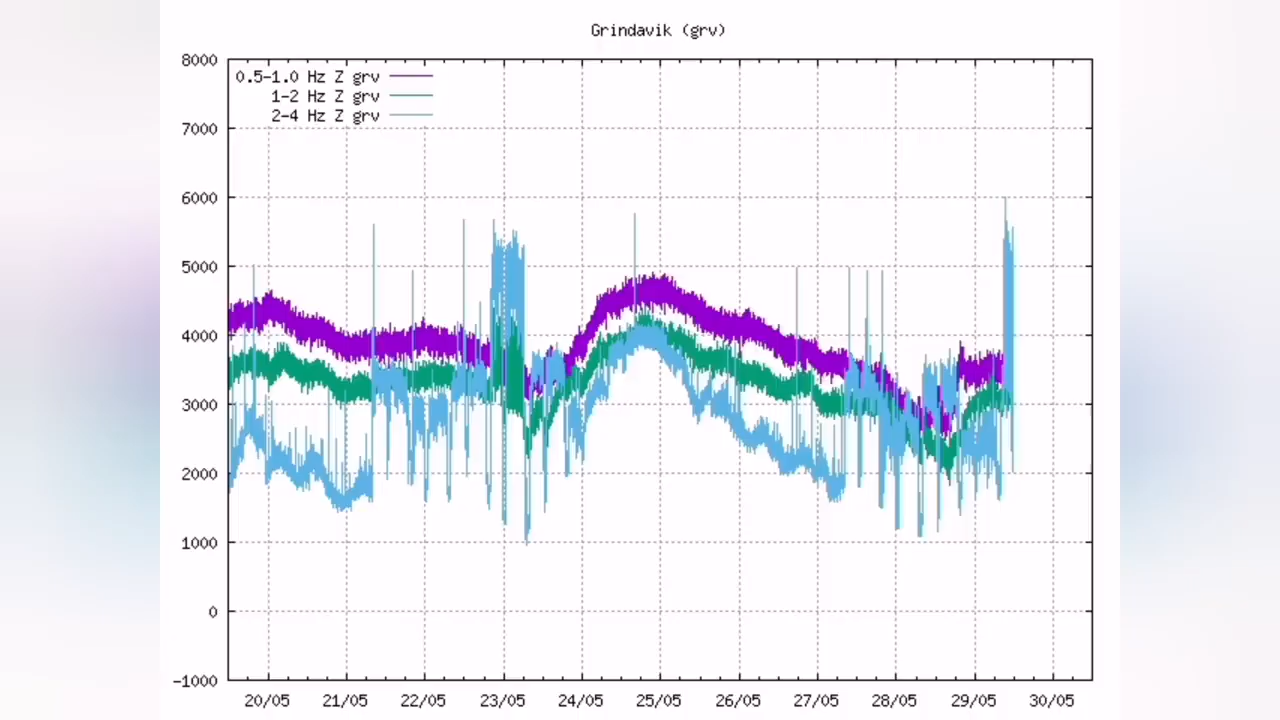 Grindavik (grv)
8000
7000
6000
5000
4000
3000
2000
1000
0
-1000
0.5-1.0 Hz Z grv
1-2 Hz Z grv
2-4 Hz Z grv
20/05 21/05 22/05 23/05 24/05 25/05 26/05 27/05 28/05 29/05 30/05